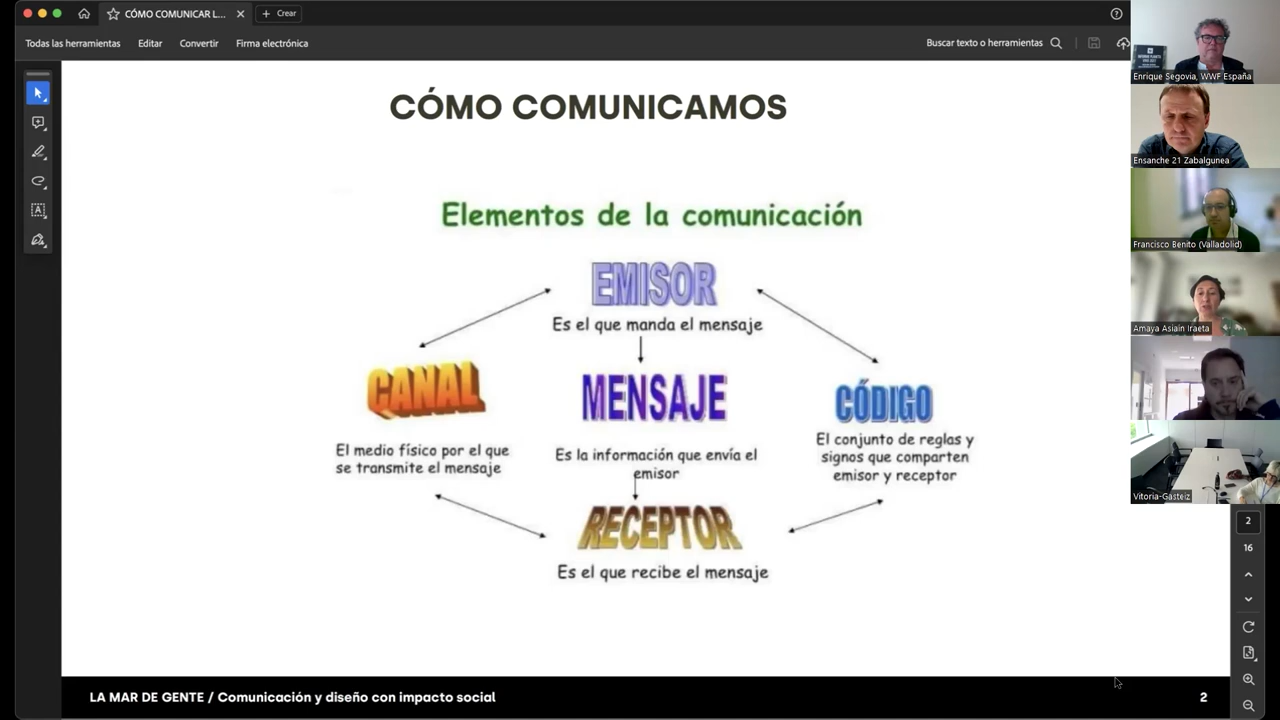 CÓMO COMUNICAR L...
Crear
Todas las herramientas
Editar
Convertir
Firma electrónica
Buscar texto o herramientas
CÓMO COMUNICAMOS
Elementos de la comunicación
EMISOR
Es el que manda el mensaje
CANAL
El medio físico por el que
se transmite el mensaje
MENSAJE
Es la información que envía el
emisor
CÓDIGO
El conjunto de reglas y
signos que comparten
emisor y receptor
RECEPTOR
Es el que recibe el mensaje
LA MAR DE GENTE / Comunicación y diseño con impacto social
2
Enrique Segovia, WWF España
Ensanche 21 Zabalgunea
Francisco Benito (Valladolid)
Amaya Asiain Iraeta
Vitoria-Gasteiz
2
16